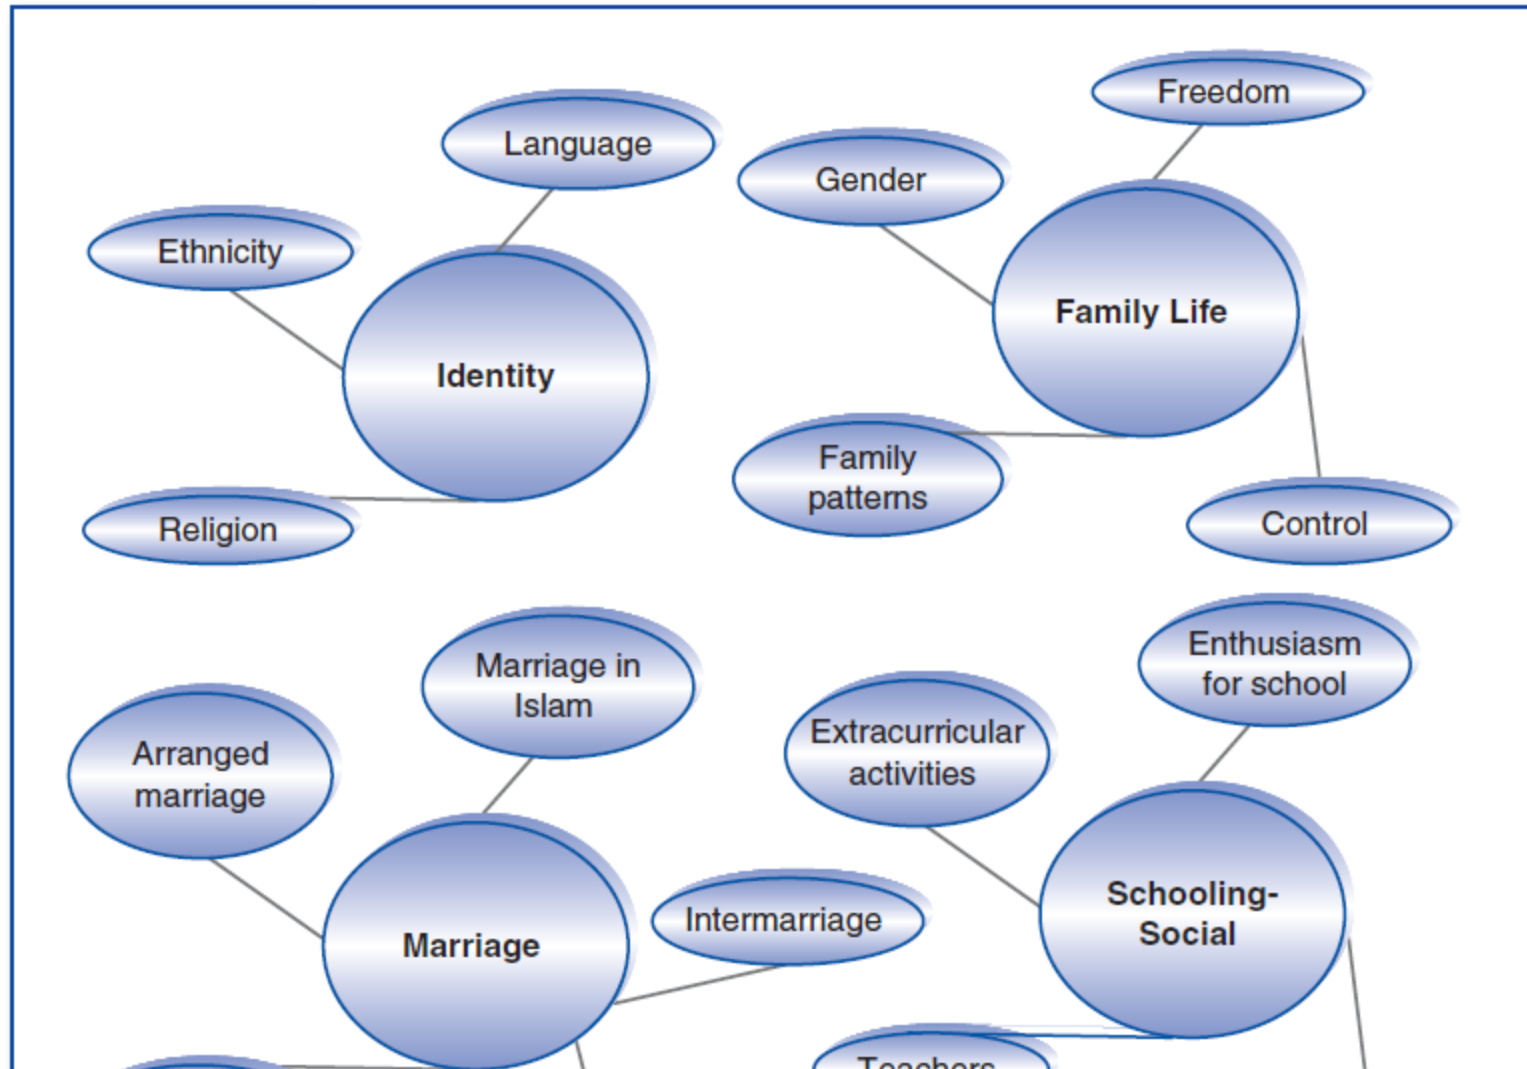 Language
Ethnicity
Identity
Religion
Freedom
Gender
Family Life
Family
patterns
Control
Marriage in
Islam
Arranged
marriage
Marriage
Intermarriage
Enthusiasm
for school
Extracurricular
activities
Schooling-
Social
Teachers